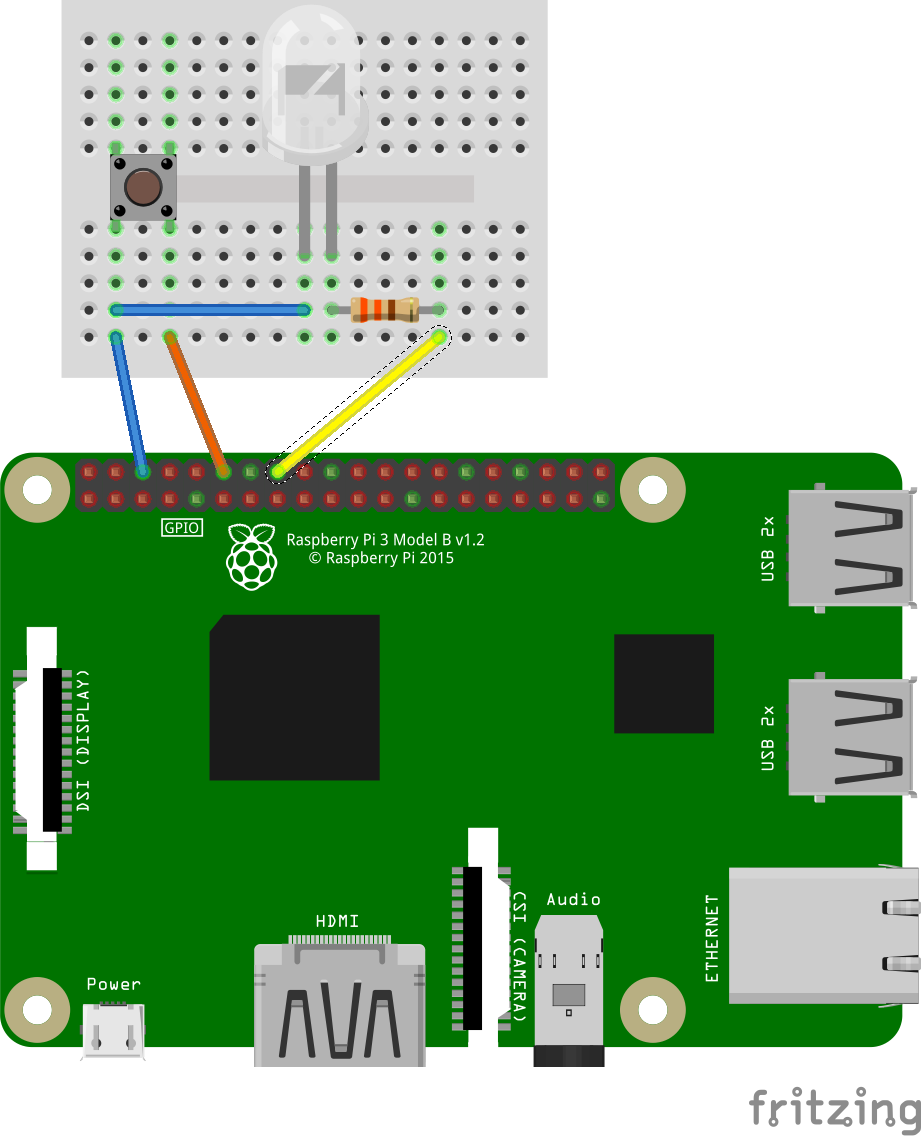 GPIO
Raspberry Pi 3 Model B v1.2
© Raspberry Pi 2015
USB 2x
DSI (DISPLAY)
USB 2x
CSI (CAMERA)
Audio
ETHERNET
HDMI
Power
fritzing